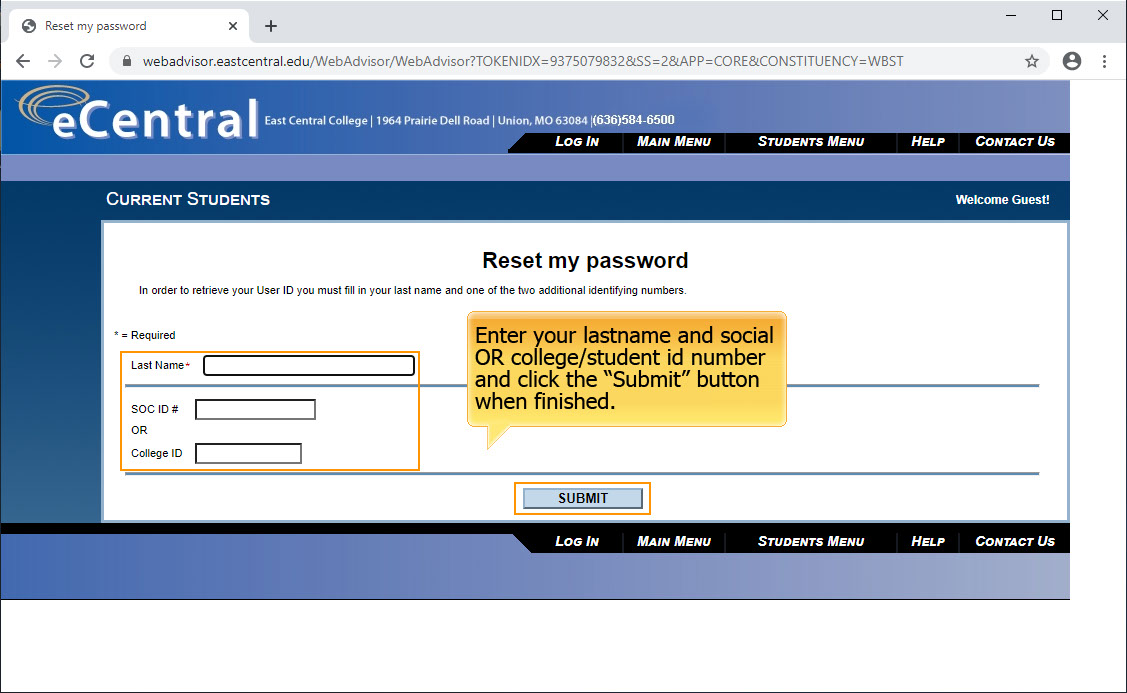 Reset my password
webadvisor.eastcentral.edu/WebAdvisor/WebAdvisor?TOKENIDX=9375079832&SS=2&APP=CORE&CONSTITUENCY=WBST
eCentral East Central College | 1964 Prairie Dell Road | Union, MO 63084 |(636)584-6500
LOG IN MAIN MENU STUDENTS MENU HELP CONTACT US
CURRENT STUDENTS Welcome Guest!
Reset my password
In order to retrieve your User ID you must fill in your last name and one of the two additional identifying numbers.
* = Required
Last Name*
SOC ID #
OR
College ID
Enter your lastname and social
OR college/student id number
and click the “Submit” button
when finished.
SUBMIT
LOG IN MAIN MENU STUDENTS MENU HELP CONTACT US